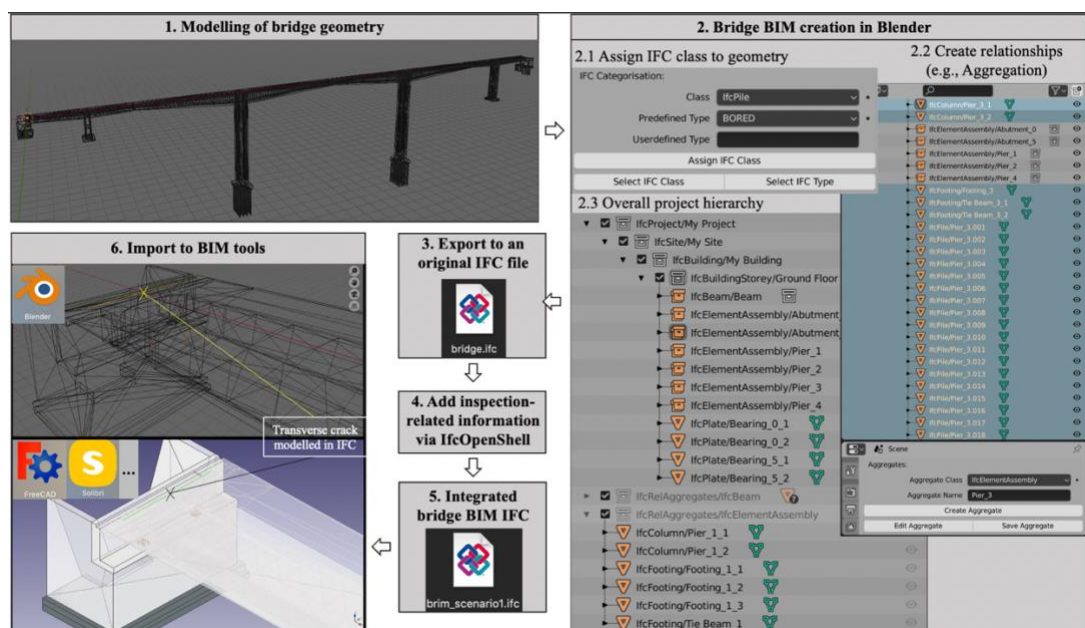 1. Modelling of bridge geometry
2. Bridge BIM creation in Blender
2.1 Assign IFC class to geometry
IFC Categorisation:
Class
IfcPile
Predefined Type
BORED
Userdefined Type
Assign IFC Class
Select IFC Class
Select IFC Type
2.2 Create relationships
(e.g., Aggregation)
IfcColumn/Pier_3_1
IfcColumn/Pier_3_2
IfcElementAssembly/Abutment_0
IfcElementAssembly/Abutment_5
IfcElementAssembly/Pier_1
IfcElementAssembly/Pier_2
IfcElementAssembly/Pier_4
IfcFooting/Footing_3
IfcFooting/Tie Beam_3_1
IfcFooting/Tie Beam_3_2
IfcPile/Pier_3.001
IfcPile/Pier_3.002
IfcPile/Pier_3.003
IfcPile/Pier_3.004
IfcPile/Pier_3.005
IfcPile/Pier_3.006
IfcPile/Pier_3.007
IfcPile/Pier_3.008
IfcPile/Pier_3.009
IfcPile/Pier_3.010
IfcPile/Pier_3.011
IfcPile/Pier_3.012
IfcPile/Pier_3.013
IfcPile/Pier_3.014
IfcPile/Pier_3.015
IfcPile/Pier_3.016
IfcPile/Pier_3.017
IfcPile/Pier_3.018
Scene
Aggregates:
Aggregate Class
IfcElementAssembly
Aggregate Name
Pier_3
Create Aggregate
Edit Aggregate
Save Aggregate
2.3 Overall project hierarchy
IfcProject/My Project
IfcSite/My Site
IfcBuilding/My Building
IfcBuildingStorey/Ground Floor
IfcBeam/Beam
IfcElementAssembly/Abutment_
IfcElementAssembly/Abutment_
IfcElementAssembly/Pier_1
IfcElementAssembly/Pier_2
IfcElementAssembly/Pier_3
IfcElementAssembly/Pier_4
IfcPlate/Bearing_0_1
IfcPlate/Bearing_0_2
IfcPlate/Bearing_5_1
IfcPlate/Bearing_5_2
IfcRelAggregates/IfcBeam
2
IfcRelAggregates/IfcElementAssembly
IfcColumn/Pier_1_1
IfcColumn/Pier_1_2
IfcFooting/Footing_1_1
IfcFooting/Footing_1_2
IfcFooting/Footing_1_3
IfcFooting/Tie Beam_1
3. Export to an
original IFC file
bridge.ifc
4. Add inspection-
related information
via IfcOpenShell
5. Integrated
bridge BIM IFC
brim_scenario1.ifc
6. Import to BIM tools
Blender
Transverse crack
modelled in IFC
FreeCAD
S
Solibri
...